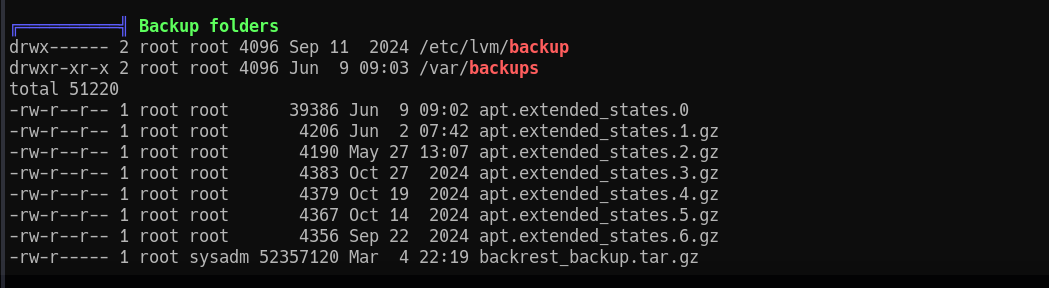 ╔══════════╣ Backup folders
drwx------ 2 root root 4096 Sep 11  2024 /etc/lvm/backup
drwxr-xr-x 2 root root 4096 Jun  9 09:03 /var/backups
total 51220
-rw-r--r-- 1 root root      39386 Jun  9 09:02 apt.extended_states.0
-rw-r--r-- 1 root root       4206 Jun  2 07:42 apt.extended_states.1.gz
-rw-r--r-- 1 root root       4190 May 27 13:07 apt.extended_states.2.gz
-rw-r--r-- 1 root root       4383 Oct 27  2024 apt.extended_states.3.gz
-rw-r--r-- 1 root root       4379 Oct 19  2024 apt.extended_states.4.gz
-rw-r--r-- 1 root root       4367 Oct 14  2024 apt.extended_states.5.gz
-rw-r--r-- 1 root root       4356 Sep 22  2024 apt.extended_states.6.gz
-rw-r----- 1 root sysadm 52357120 Mar  4 22:19 backrest_backup.tar.gz